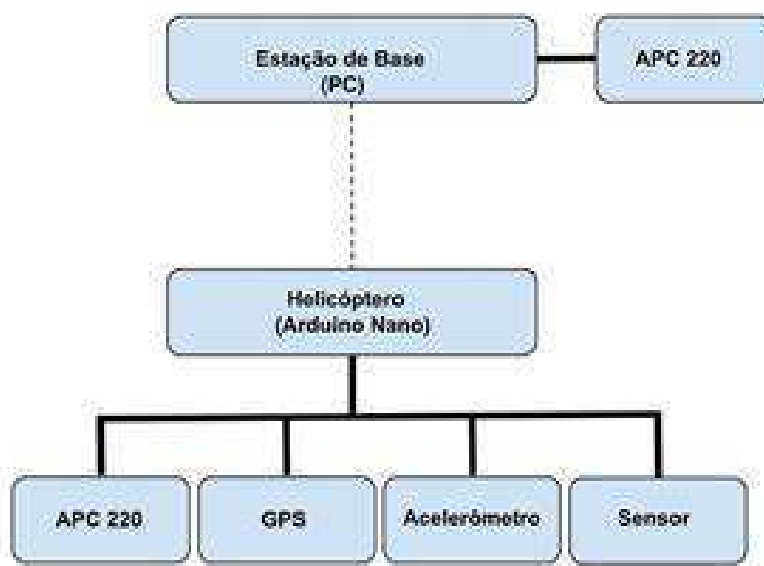 Estação de Base
(PC)
APC 220
Helicóptero
(Arduino Nano)
APC 220
GPS
Acelerômetro
Sensor